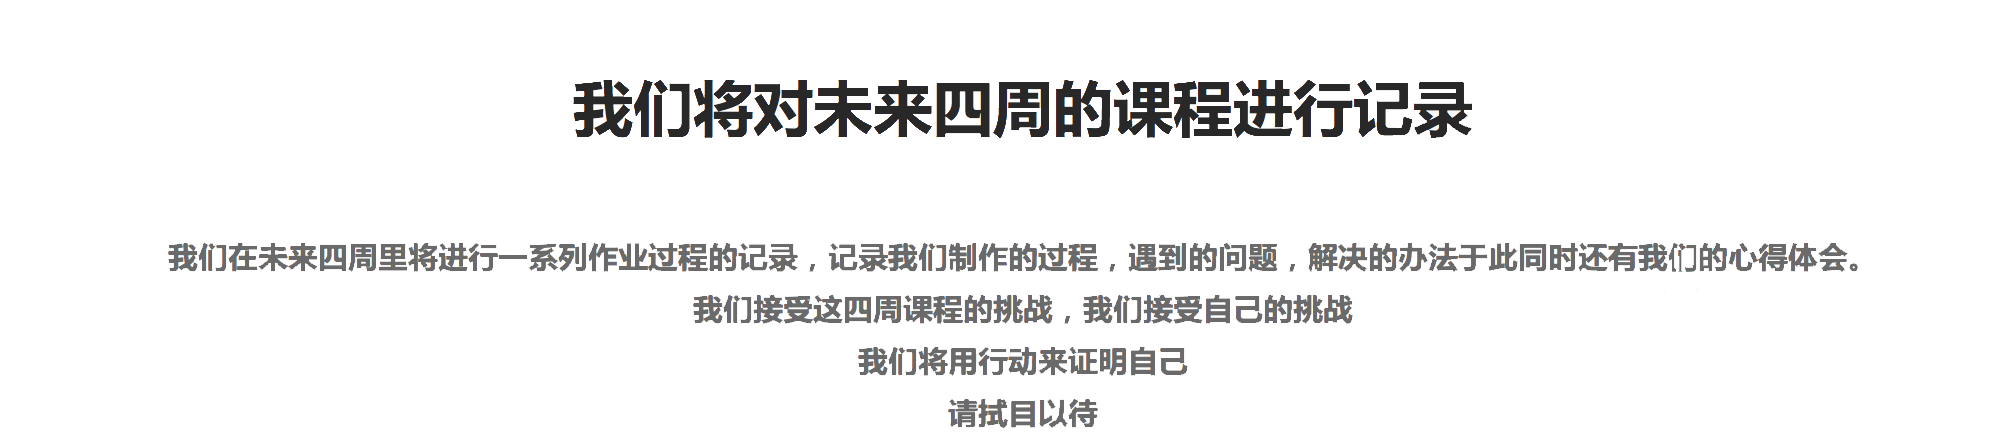 我们将对未来四周的课程进行记录
我们在未来四周里将进行一系列作业过程的记录，记录我们制作的过程，遇到的问题，解决的办法于此同时还有我们的心得体会。
我们接受这四周课程的挑战，我们接受自己的挑战
我们将用行动来证明自己
请拭目以待